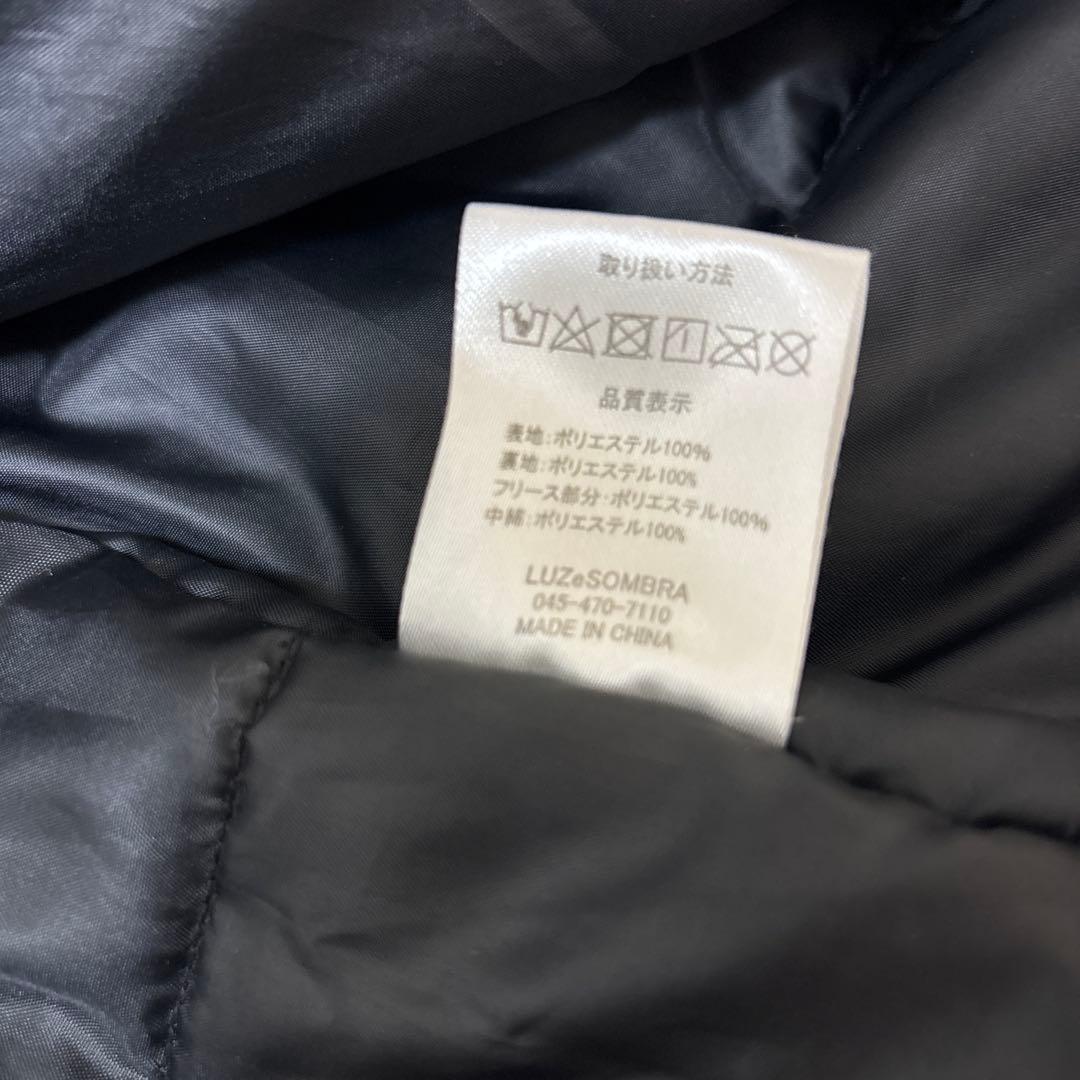 取り扱い方法
品質表示
表地:ポリエステル100%
裏地:ポリエステル100%
フリース部分:ポリエステル100%
中綿:ポリエステル100%
LUZeSOMBRA
045-470-7110
MADE IN CHINA